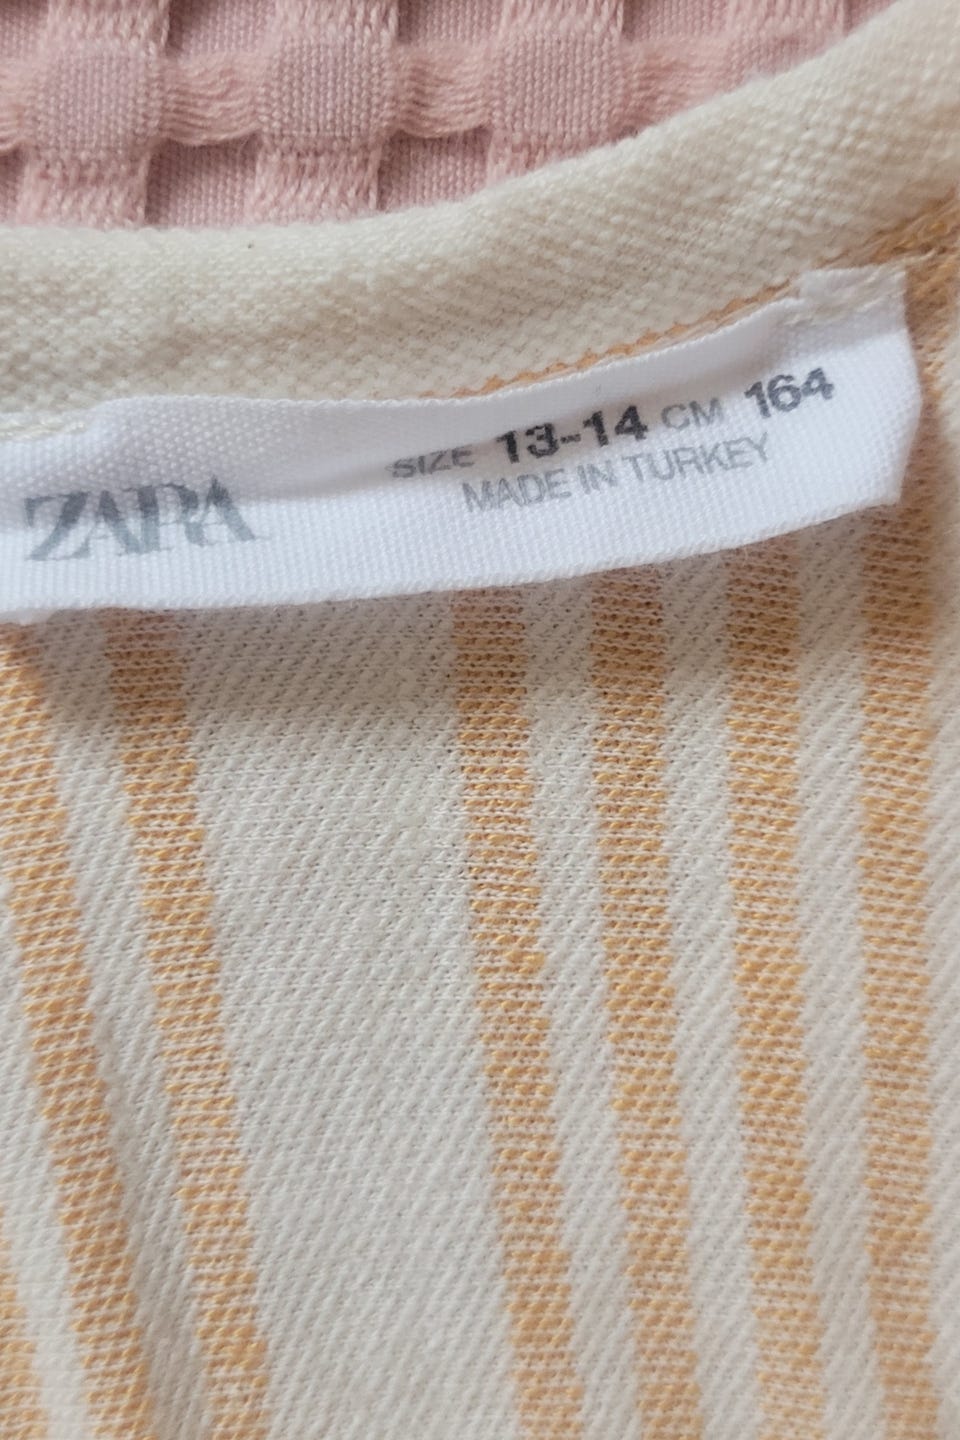 ZARA
SIZE 13-14 CM 164
MADE IN TURKEY